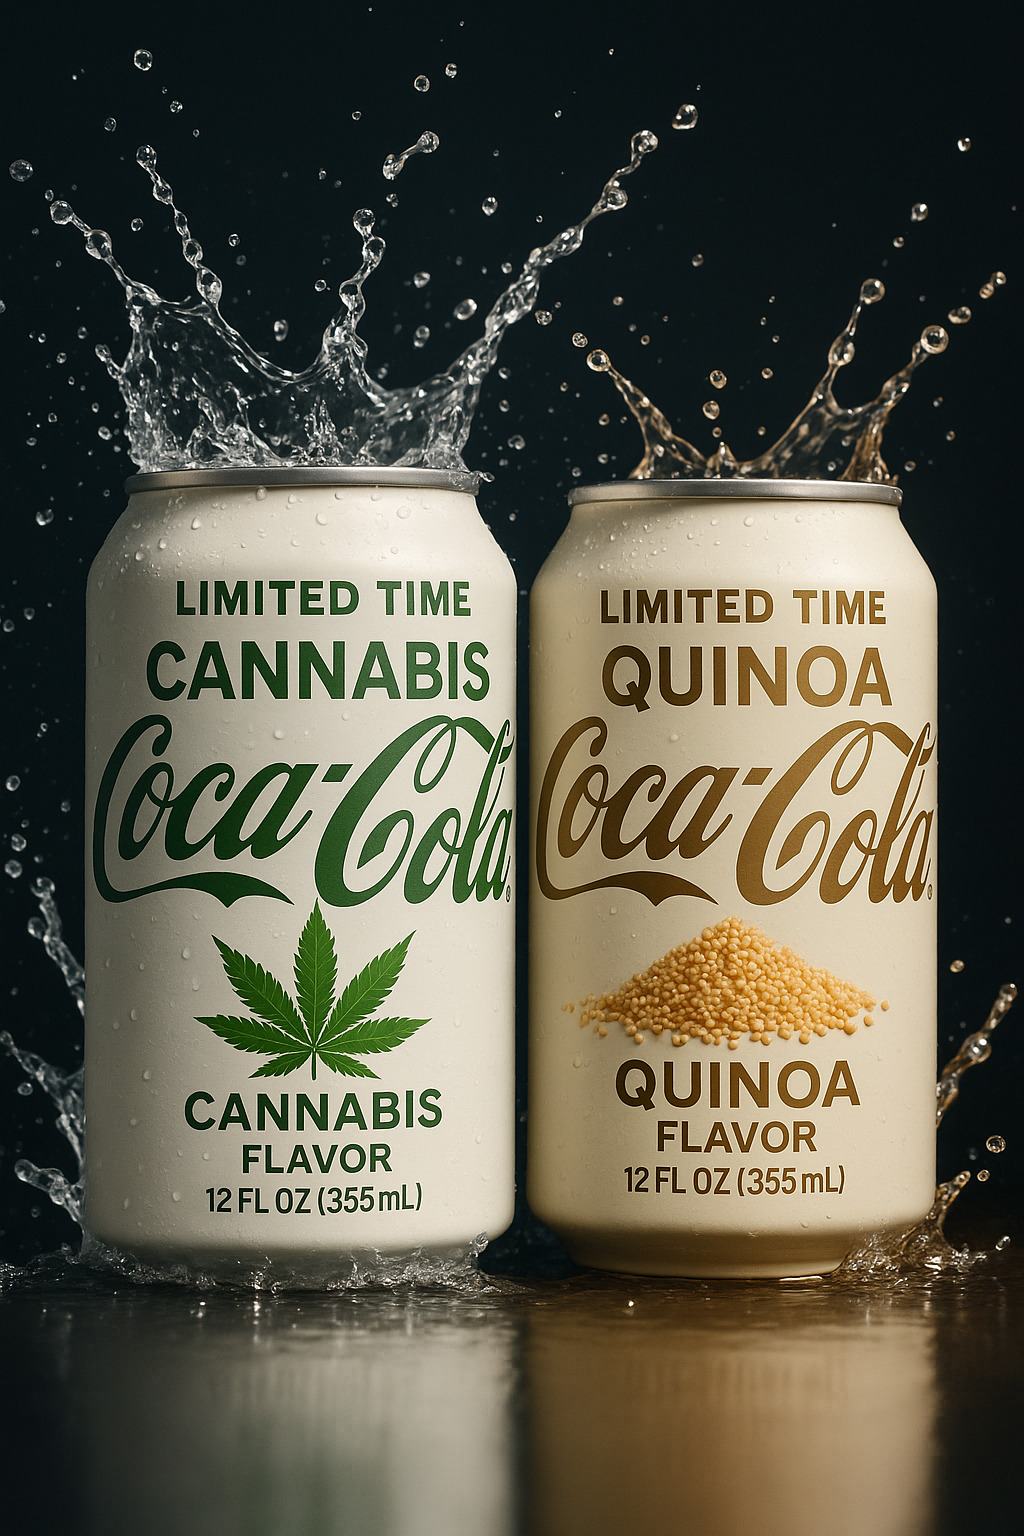 LIMITED TIME
CANNABIS
Coca-Cola®
CANNABIS
FLAVOR
12 FL OZ (355 mL)
LIMITED TIME
QUINOA
Coca-Cola®
QUINOA
FLAVOR
12 FL OZ (355 mL)